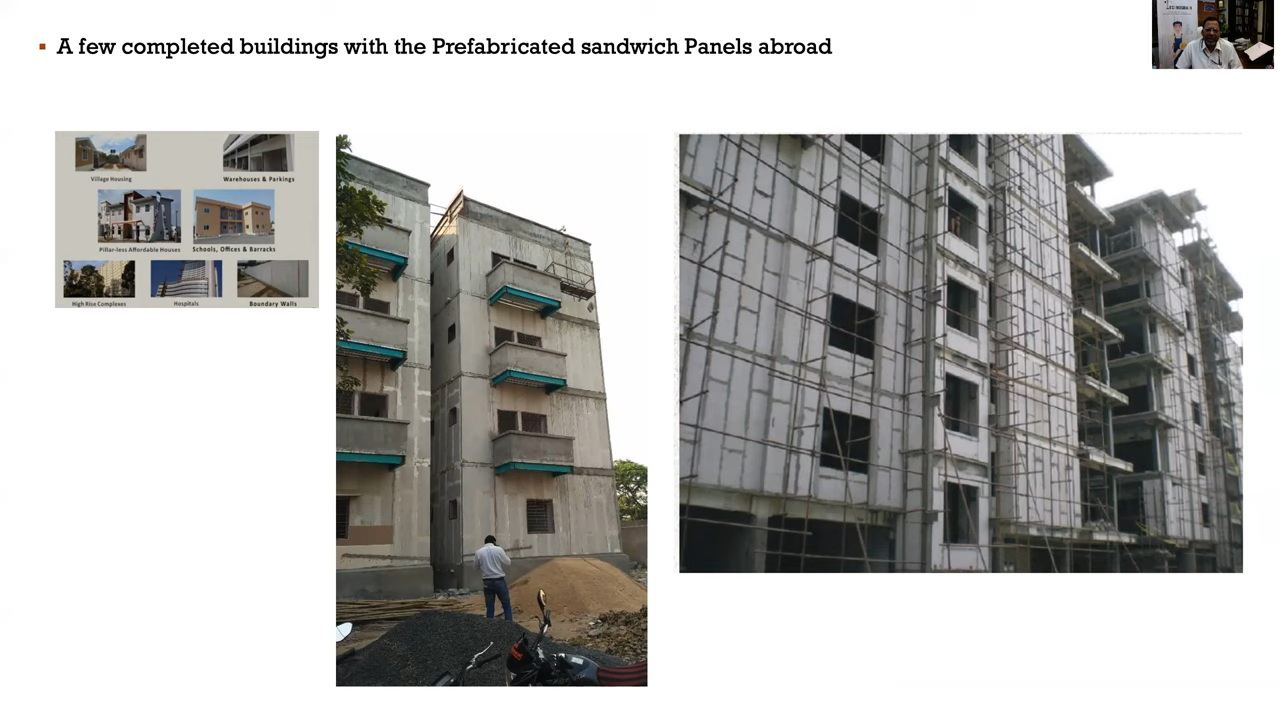 A few completed buildings with the Prefabricated sandwich Panels abroad
Village Housing
Warehouses & Parkings
Pillar-less Affordable Houses
Schools, Offices & Barracks
High Rise Complexes
Hospitals
Boundary Walls